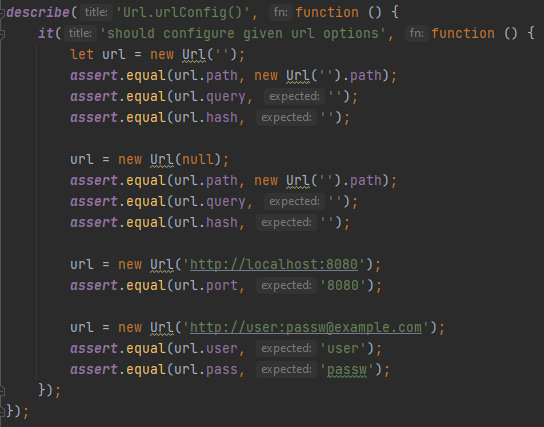 describe( title: 'Url.urlConfig()', fn: function () {
    it( title: 'should configure given url options', fn: function () {
        let url = new Url('');
        assert.equal(url.path, new Url('').path);
        assert.equal(url.query, expected: '');
        assert.equal(url.hash, expected: '');

        url = new Url(null);
        assert.equal(url.path, new Url('').path);
        assert.equal(url.query, expected: '');
        assert.equal(url.hash, expected: '');

        url = new Url('http://localhost:8080');
        assert.equal(url.port, expected: '8080');

        url = new Url('http://user:passw@example.com');
        assert.equal(url.user, expected: 'user');
        assert.equal(url.pass, expected: 'passw');
    });
});